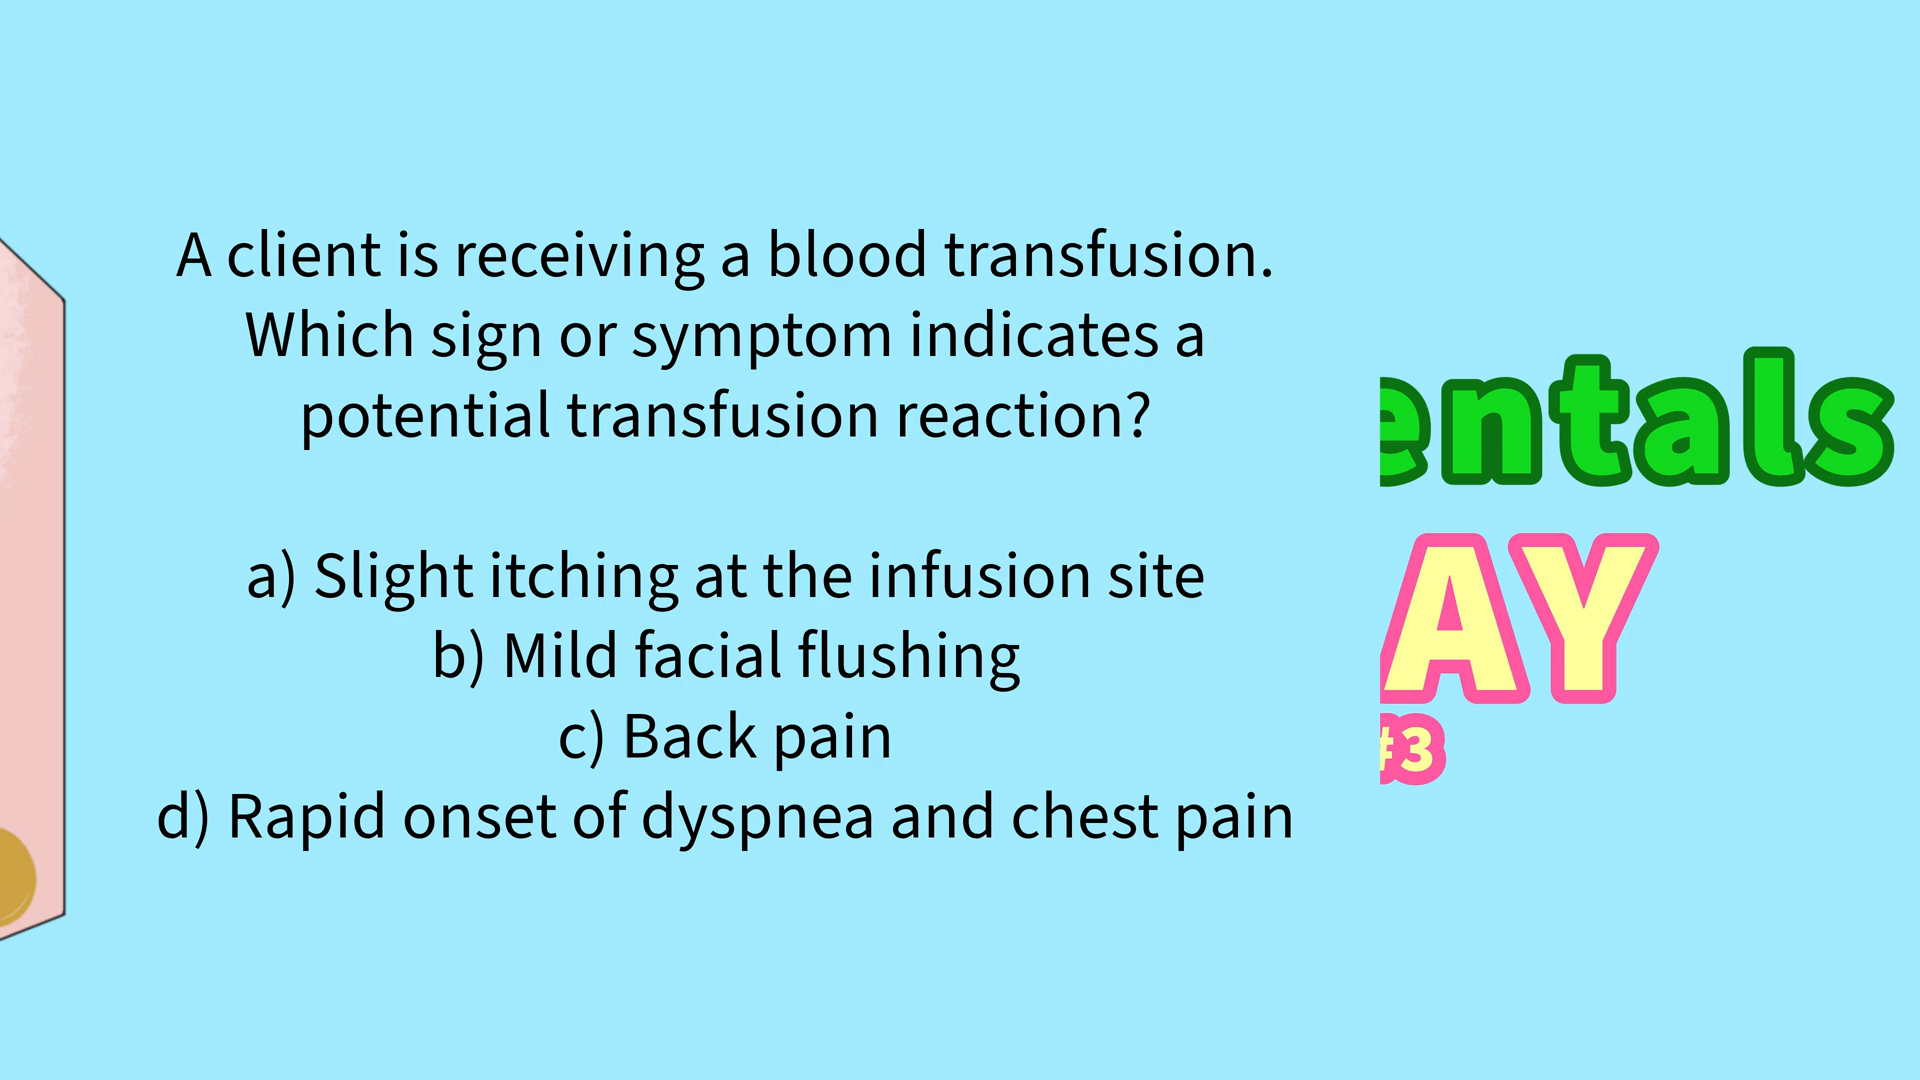 A client is receiving a blood transfusion.
Which sign or symptom indicates a
potential transfusion reaction?
a) Slight itching at the infusion site
b) Mild facial flushing
c) Back pain
d) Rapid onset of dyspnea and chest pain
entals
AY
#3